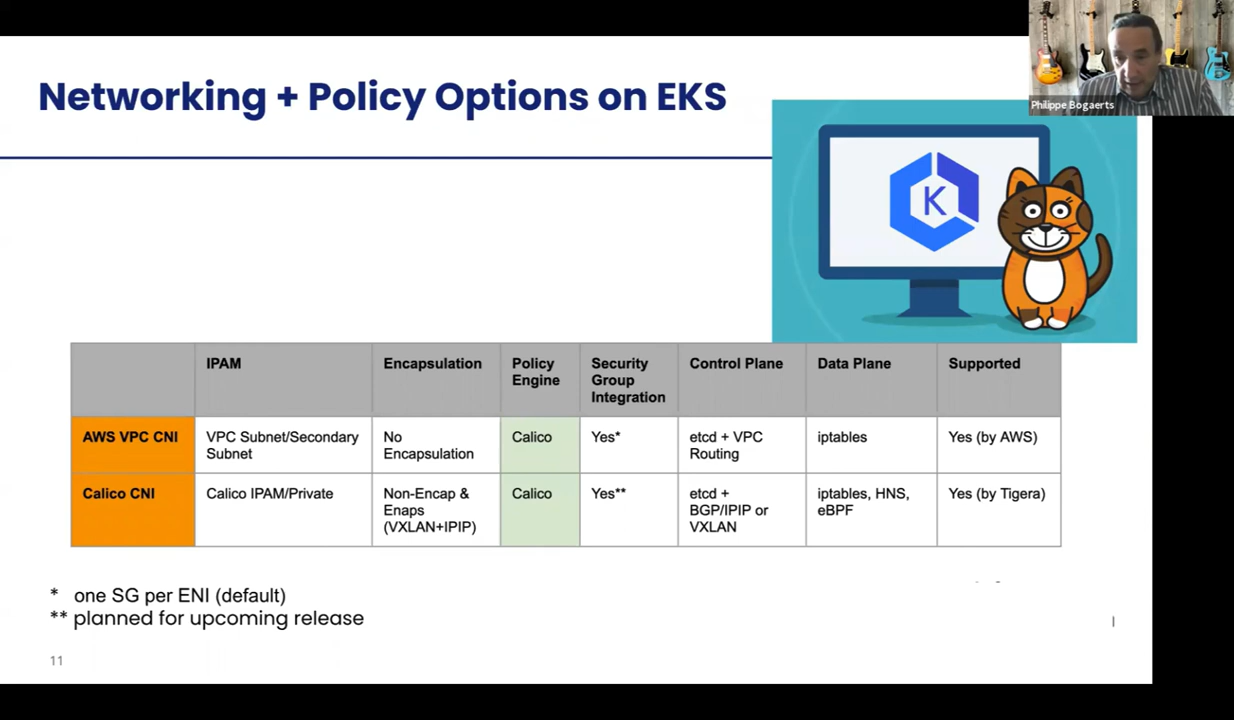 Philippe Bogaerts
Networking + Policy Options on EKS
K
IPAM
Encapsulation
Policy
Engine
Security
Group
Integration
Control Plane
Data Plane
Supported
AWS VPC CNI
VPC Subnet/Secondary
Subnet
No
Encapsulation
Calico
Yes*
etcd + VPC
Routing
iptables
Yes (by AWS)
Calico CNI
Calico IPAM/Private
Non-Encap &
Enaps
(VXLAN+IPIP)
Calico
Yes**
etcd +
BGP/IPIP or
VXLAN
iptables, HNS,
eBPF
Yes (by Tigera)
* one SG per ENI (default)
** planned for upcoming release
11